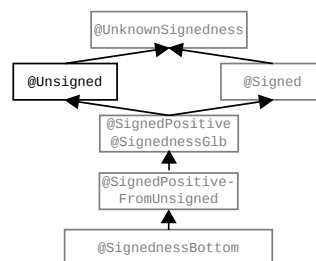 @UnknownSignedness
@Unsigned
@Signed
@SignedPositive
@SignednessGlb
@SignedPositive-
FromUnsigned
@SignednessBottom